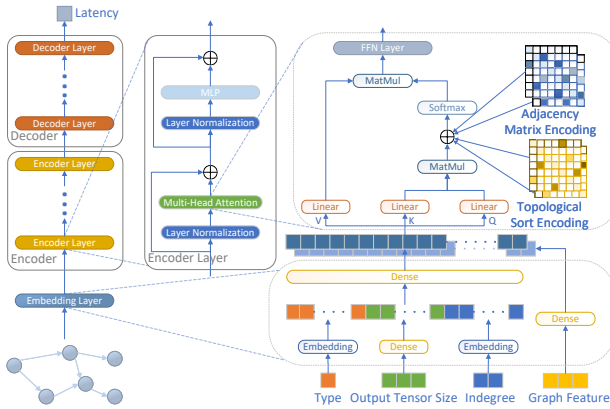 Latency
Decoder Layer
Decoder Layer
Decoder
Encoder Layer
Encoder Layer
Encoder
Embedding Layer
MLP
Layer Normalization
Multi-Head Attention
Layer Normalization
Encoder Layer
FFN Layer
MatMul
Softmax
MatMul
Linear
Linear
Linear
V
K
Q
Adjacency
Matrix Encoding
Topological
Sort Encoding
Dense
Embedding
Dense
Embedding
Dense
Type
Output Tensor Size
Indegree
Graph Feature